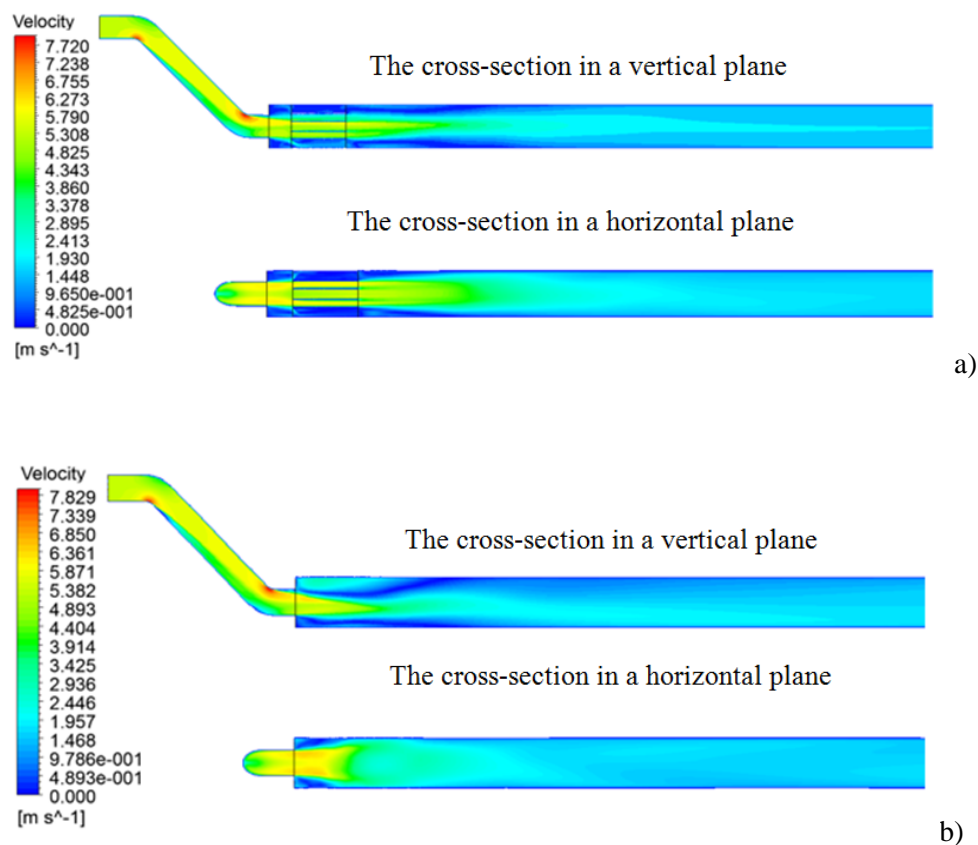 Velocity
7.720
7.238
6.755
6.273
5.790
5.308
4.825
4.343
3.860
3.378
2.895
2.413
1.930
1.448
9.650e-001
4.825e-001
0.000
[m s^-1]
The cross-section in a vertical plane
The cross-section in a horizontal plane
a)
Velocity
7.829
7.339
6.850
6.361
5.871
5.382
4.893
4.404
3.914
3.425
2.936
2.446
1.957
1.468
9.786e-001
4.893e-001
0.000
[m s^-1]
The cross-section in a vertical plane
The cross-section in a horizontal plane
b)